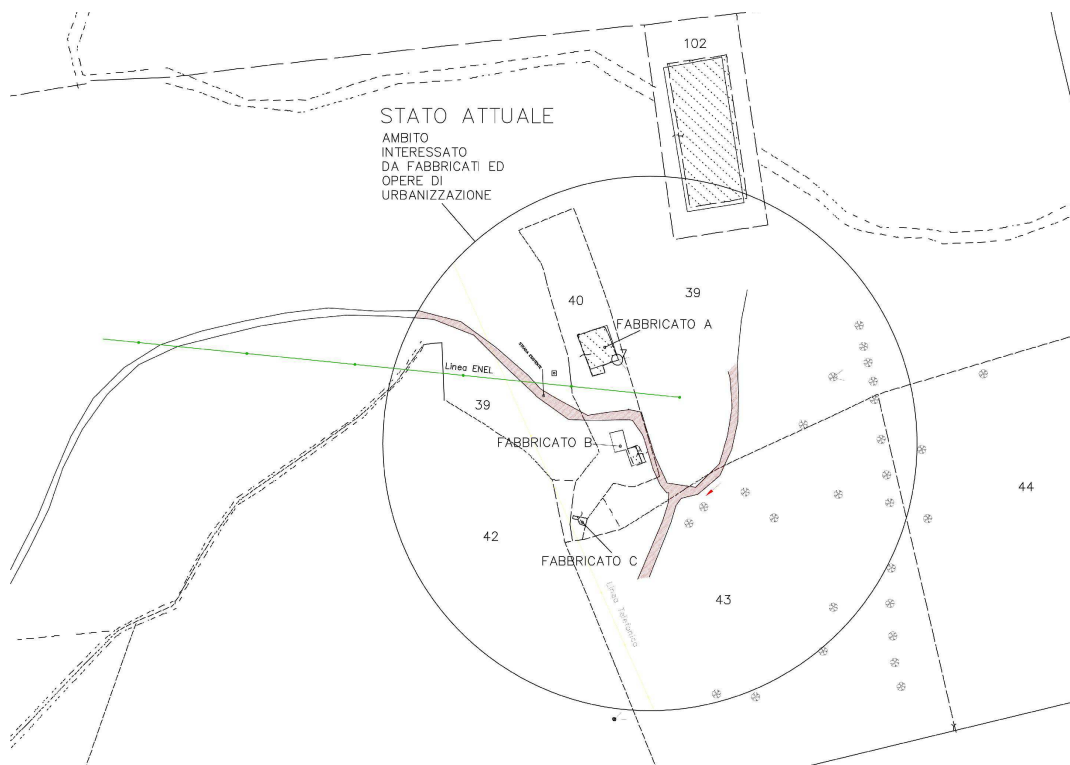 102
STATO ATTUALE
AMBITO
INTERESSATO
DA FABBRICATI ED
OPERE DI
URBANIZZAZIONE
40
39
FABBRICATO A
Linea ENEL
39
FABBRICATO B
44
42
FABBRICATO C
43
Linea Telefonica